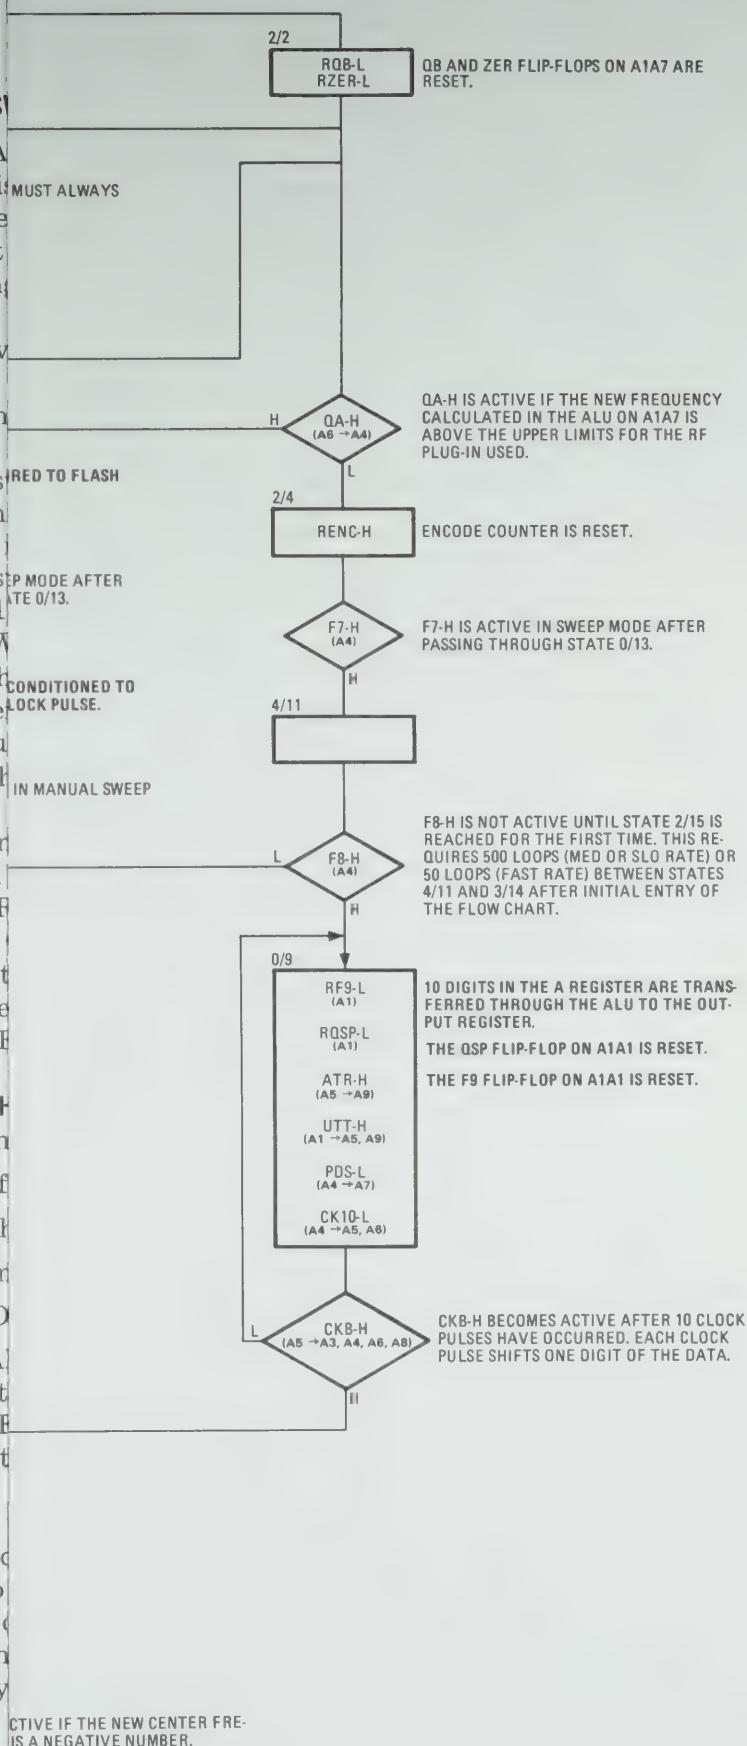 2/2
RQB-L
RZER-L
QB AND ZER FLIP-FLOPS ON A1A7 ARE
RESET.
MUST ALWAYS
QA-H
(A6 →A4)
H
L
QA-H IS ACTIVE IF THE NEW FREQUENCY
CALCULATED IN THE ALU ON A1A7 IS
ABOVE THE UPPER LIMITS FOR THE RF
PLUG-IN USED.
RED TO FLASH
2/4
RENC-H
ENCODE COUNTER IS RESET.
EP MODE AFTER
TE 0/13.
F7-H
(A4)
H
F7-H IS ACTIVE IN SWEEP MODE AFTER
PASSING THROUGH STATE 0/13.
CONDITIONED TO
LOCK PULSE.
4/11
IN MANUAL SWEEP
F8-H
(A4)
L
H
F8-H IS NOT ACTIVE UNTIL STATE 2/15 IS
REACHED FOR THE FIRST TIME. THIS RE-
QUIRES 500 LOOPS (MED OR SLO RATE) OR
50 LOOPS (FAST RATE) BETWEEN STATES
4/11 AND 3/14 AFTER INITIAL ENTRY OF
THE FLOW CHART.
0/9
RF9-L
(A1)
RQSP-L
(A1)
ATR-H
(A5 →A9)
UTT-H
(A1 →A5, A9)
PDS-L
(A4 →A7)
CK10-L
(A4 →A5, A6)
10 DIGITS IN THE A REGISTER ARE TRANS-
FERRED THROUGH THE ALU TO THE OUT-
PUT REGISTER.
THE QSP FLIP-FLOP ON A1A1 IS RESET.
THE F9 FLIP-FLOP ON A1A1 IS RESET.
L
CKB-H
(A5 →A3, A4, A6, A8)
H
CKB-H BECOMES ACTIVE AFTER 10 CLOCK
PULSES HAVE OCCURRED. EACH CLOCK
PULSE SHIFTS ONE DIGIT OF THE DATA.
CTIVE IF THE NEW CENTER FRE-
IS A NEGATIVE NUMBER.